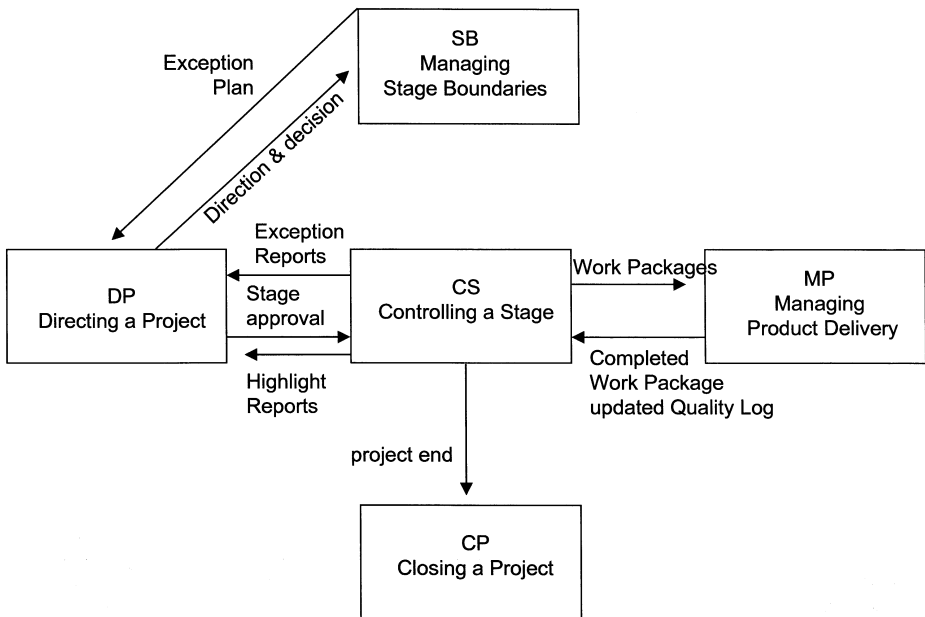 SB
Managing
Stage Boundaries
Exception
Plan
Direction & decision
DP
Directing a Project
Exception
Reports
Stage
approval
Highlight
Reports
CS
Controlling a Stage
Work Packages
Completed
Work Package
updated Quality Log
MP
Managing
Product Delivery
project end
CP
Closing a Project